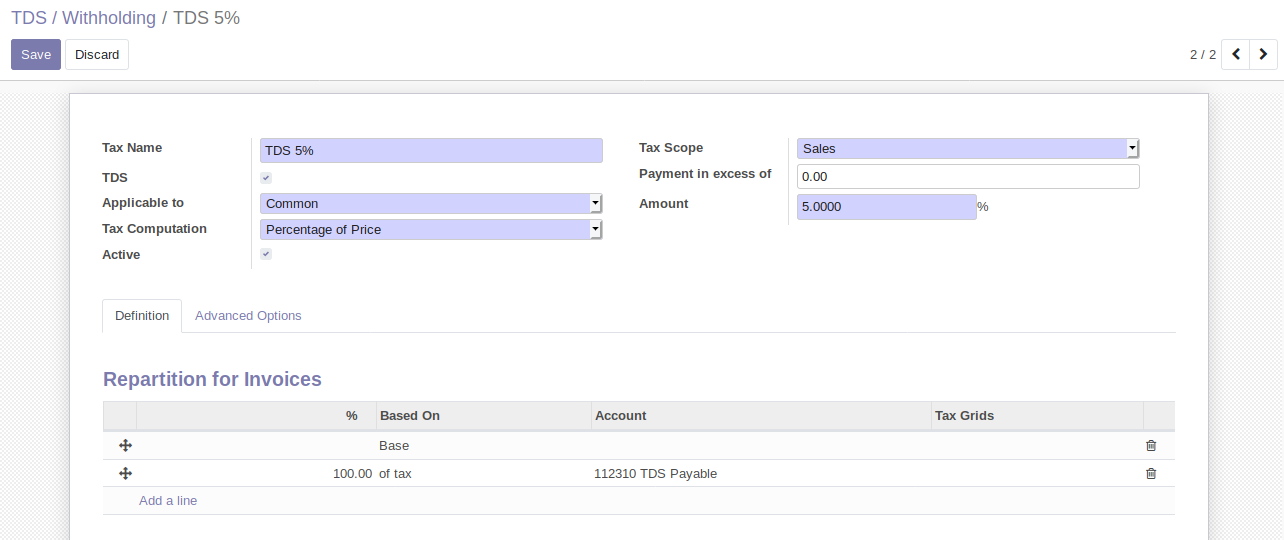 TDS / Withholding / TDS 5%
Save Discard 2 / 2
Tax Name TDS 5% Tax Scope Sales
TDS Payment in excess of 0.00
Applicable to Common Amount 5.0000 %
Tax Computation Percentage of Price
Active
Definition Advanced Options
Repartition for Invoices
% Based On Account Tax Grids
Base
100.00 of tax 112310 TDS Payable
Add a line